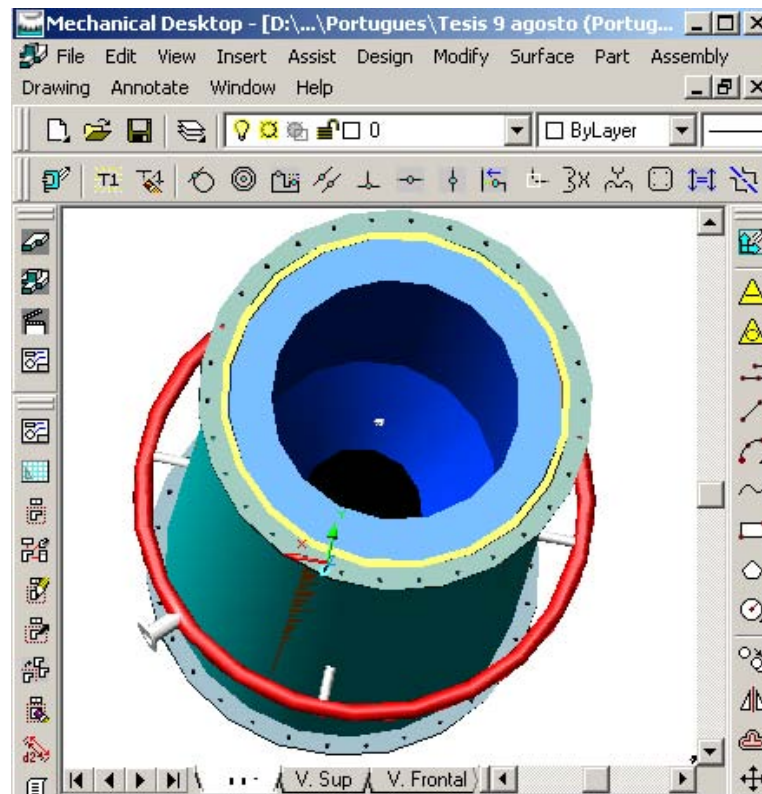 Mechanical Desktop - [D:\...\Portugues\Tesis 9 agosto (Portug...
File Edit View Insert Assist Design Modify Surface Part Assembly
Drawing Annotate Window Help
0 ByLayer
T1
X
V. Sup V. Frontal